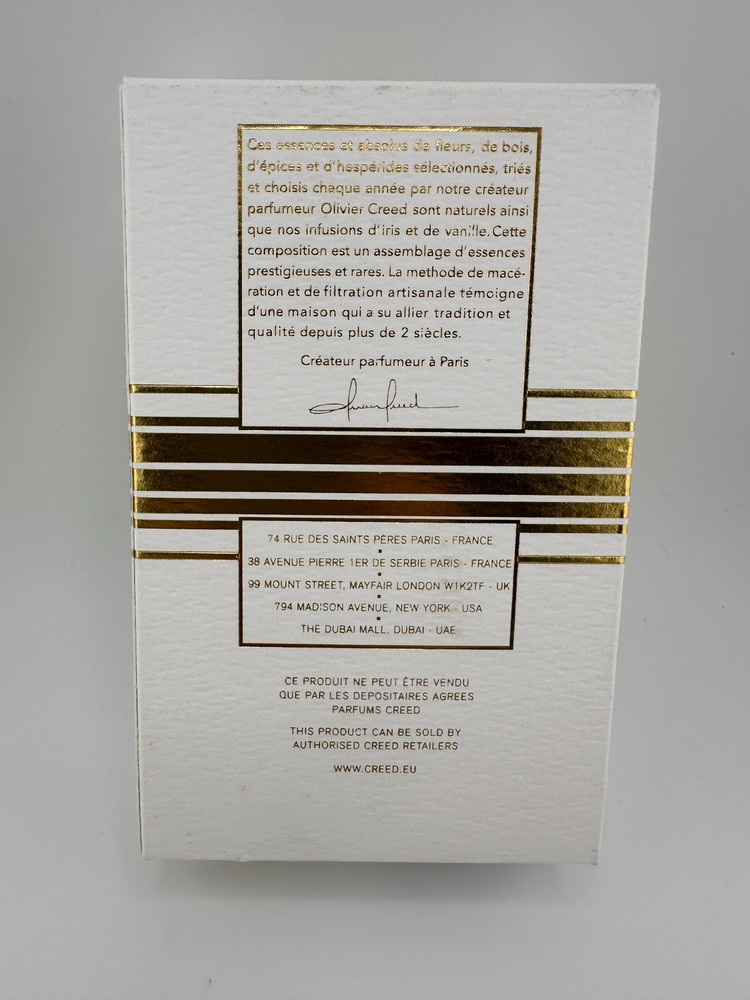 Ces essences et absolus de fleurs, de bois,
d'épices et d'hespérides sélectionnés, triés
et choisis chaque année par notre créateur
parfumeur Olivier Creed sont naturels ainsi
que nos infusions d'iris et de vanille. Cette
composition est un assemblage d'essences
prestigieuses et rares. La methode de macé-
ration et de filtration artisanale témoigne
d'une maison qui a su allier tradition et
qualité depuis plus de 2 siècles.
Créateur parfumeur à Paris
74 RUE DES SAINTS PÈRES PARIS - FRANCE
38 AVENUE PIERRE 1ER DE SERBIE PARIS - FRANCE
99 MOUNT STREET, MAYFAIR LONDON W1K2TF - UK
794 MADISON AVENUE, NEW YORK - USA
THE DUBAI MALL, DUBAI - UAE
CE PRODUIT NE PEUT ÊTRE VENDU
QUE PAR LES DEPOSITAIRES AGREES
PARFUMS CREED
THIS PRODUCT CAN BE SOLD BY
AUTHORISED CREED RETAILERS
WWW.CREED.EU